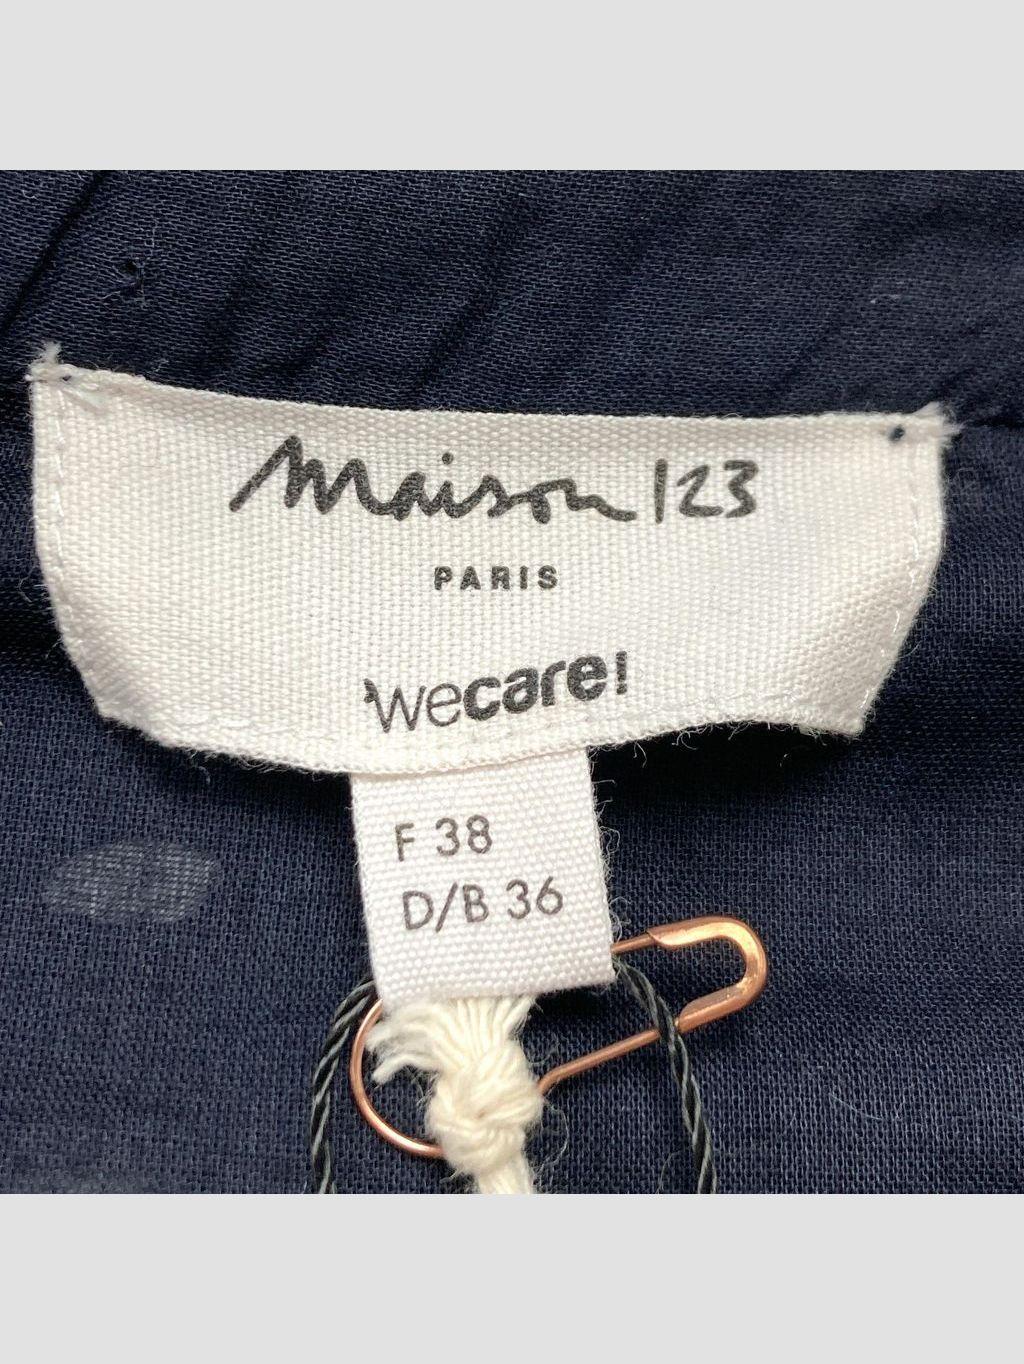 Maison 123
PARIS
wecare!
F 38
D/B 36